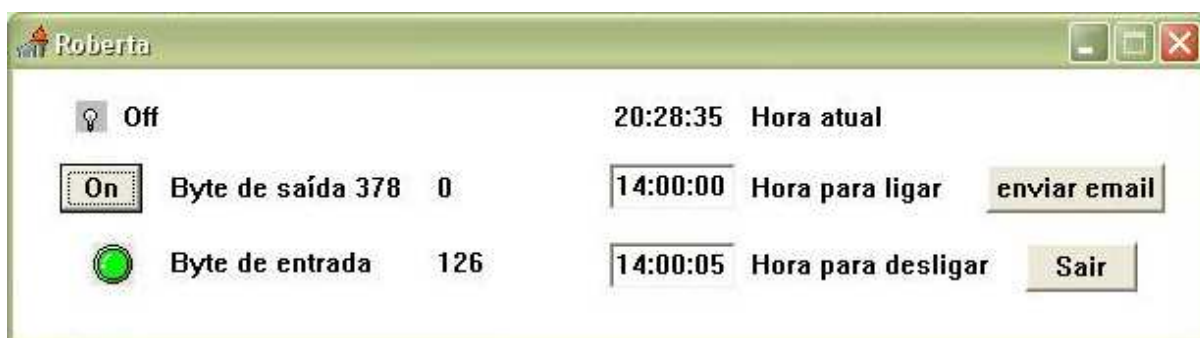 Roberta
Off 20:28:35 Hora atual
On Byte de saída 378 0 14:00:00 Hora para ligar enviar email
Byte de entrada 126 14:00:05 Hora para desligar Sair